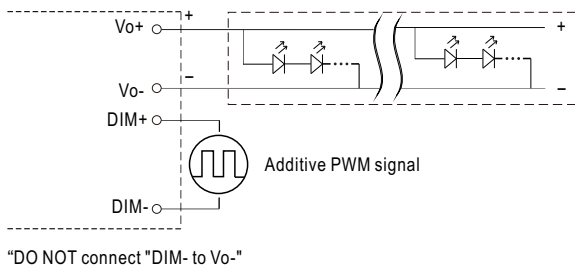 Vo+
+
+
−
Vo-
−
DIM+
Additive PWM signal
DIM-
“DO NOT connect "DIM- to Vo-"